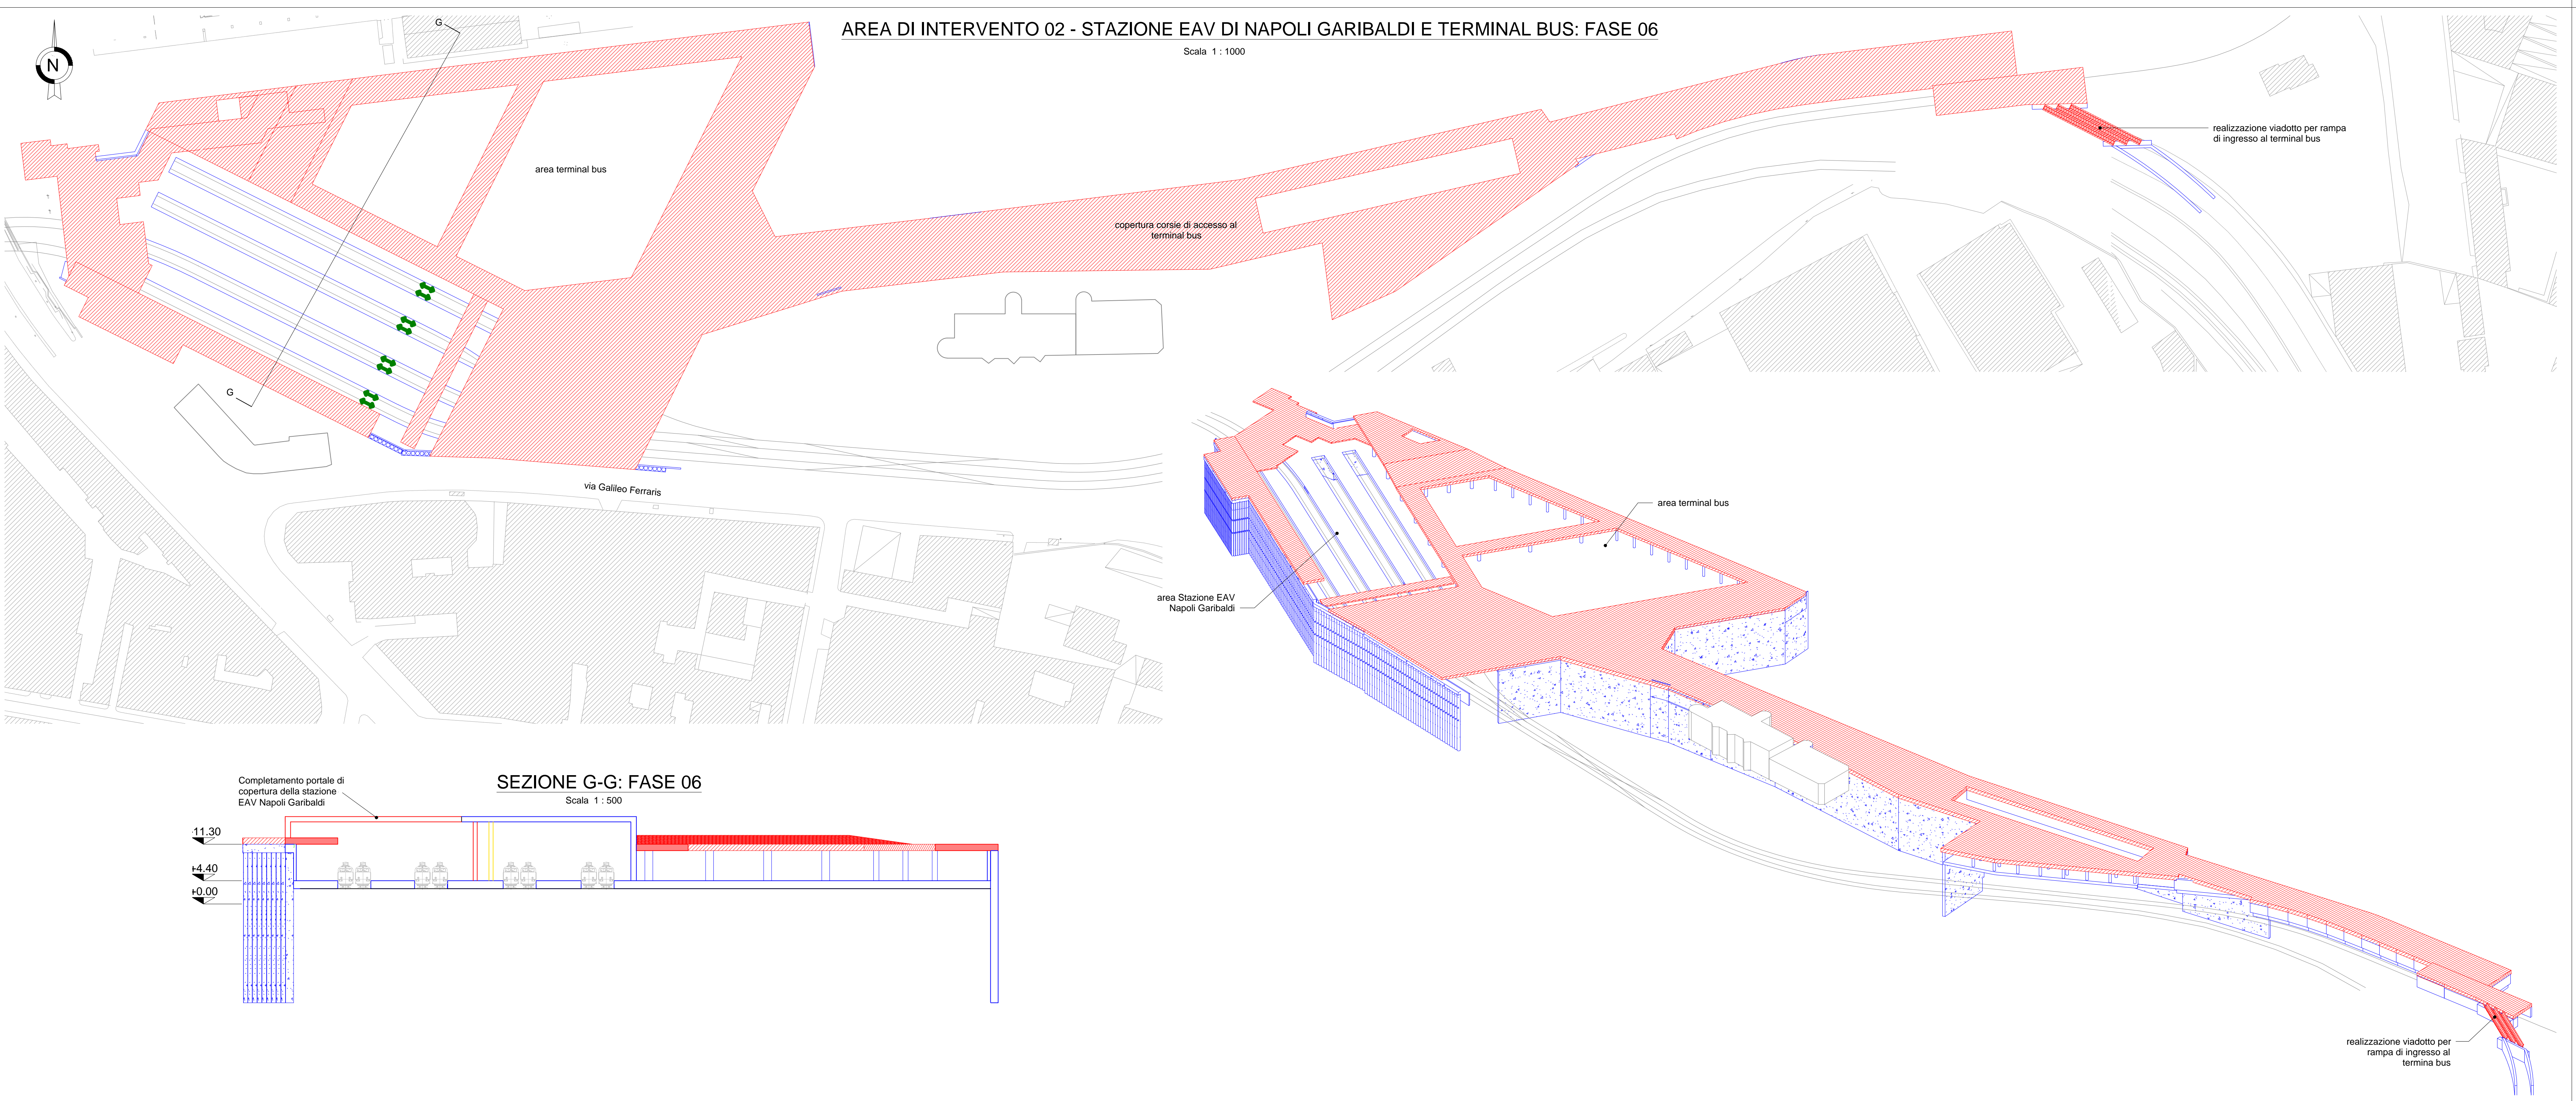 AREA DI INTERVENTO 02 - STAZIONE EAV DI NAPOLI GARIBALDI E TERMINAL BUS: FASE 06
Scala 1 : 1000
N
G
area terminal bus
realizzazione viadotto per rampa
di ingresso al terminal bus
copertura corsie di accesso al
terminal bus
G
via Galileo Ferraris
area terminal bus
area Stazione EAV
Napoli Garibaldi
SEZIONE G-G: FASE 06
Scala 1 : 500
Completamento portale di
copertura della stazione
EAV Napoli Garibaldi
11.30
+4.40
+0.00
realizzazione viadotto per
rampa di ingresso al
termina bus